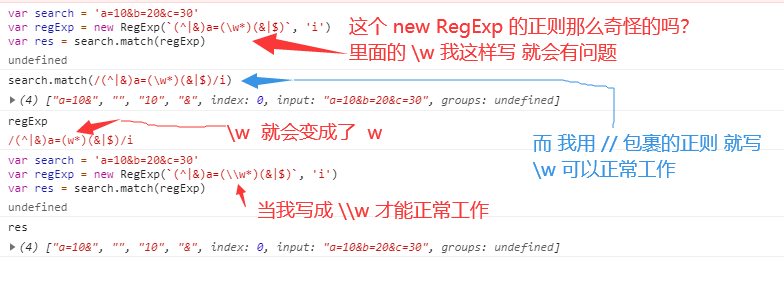 var search = 'a=10&b=20&c=30'
var regExp = new RegExp(`(^|&)a=(\w*)(&|$)`, 'i')
var res = search.match(regExp)
这个 new RegExp 的正则那么奇怪的吗？
里面的 \w 我这样写 就会有问题
undefined
search.match(/(^|&)a=(\w*)(&|$)/i)
▶ (4) ["a=10&", "", "10", "&", index: 0, input: "a=10&b=20&c=30", groups: undefined]
regExp
/(^|&)a=(w*)(&|$)/i
\w 就会变成了 w
而 我用 // 包裹的正则 就写
\w 可以正常工作
var search = 'a=10&b=20&c=30'
var regExp = new RegExp(`(^|&)a=(\\w*)(&|$)`, 'i')
var res = search.match(regExp)
undefined
当我写成 \\w 才能正常工作
res
▶ (4) ["a=10&", "", "10", "&", index: 0, input: "a=10&b=20&c=30", groups: undefined]